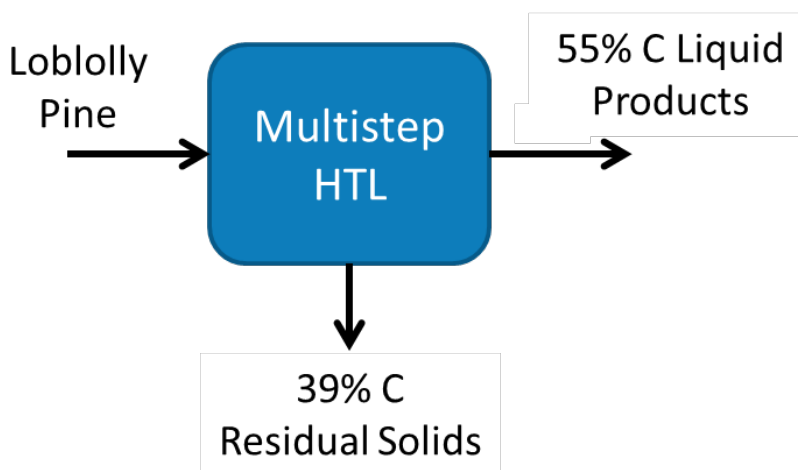 Loblolly
Pine
Multistep
HTL
55% C Liquid
Products
39% C
Residual Solids